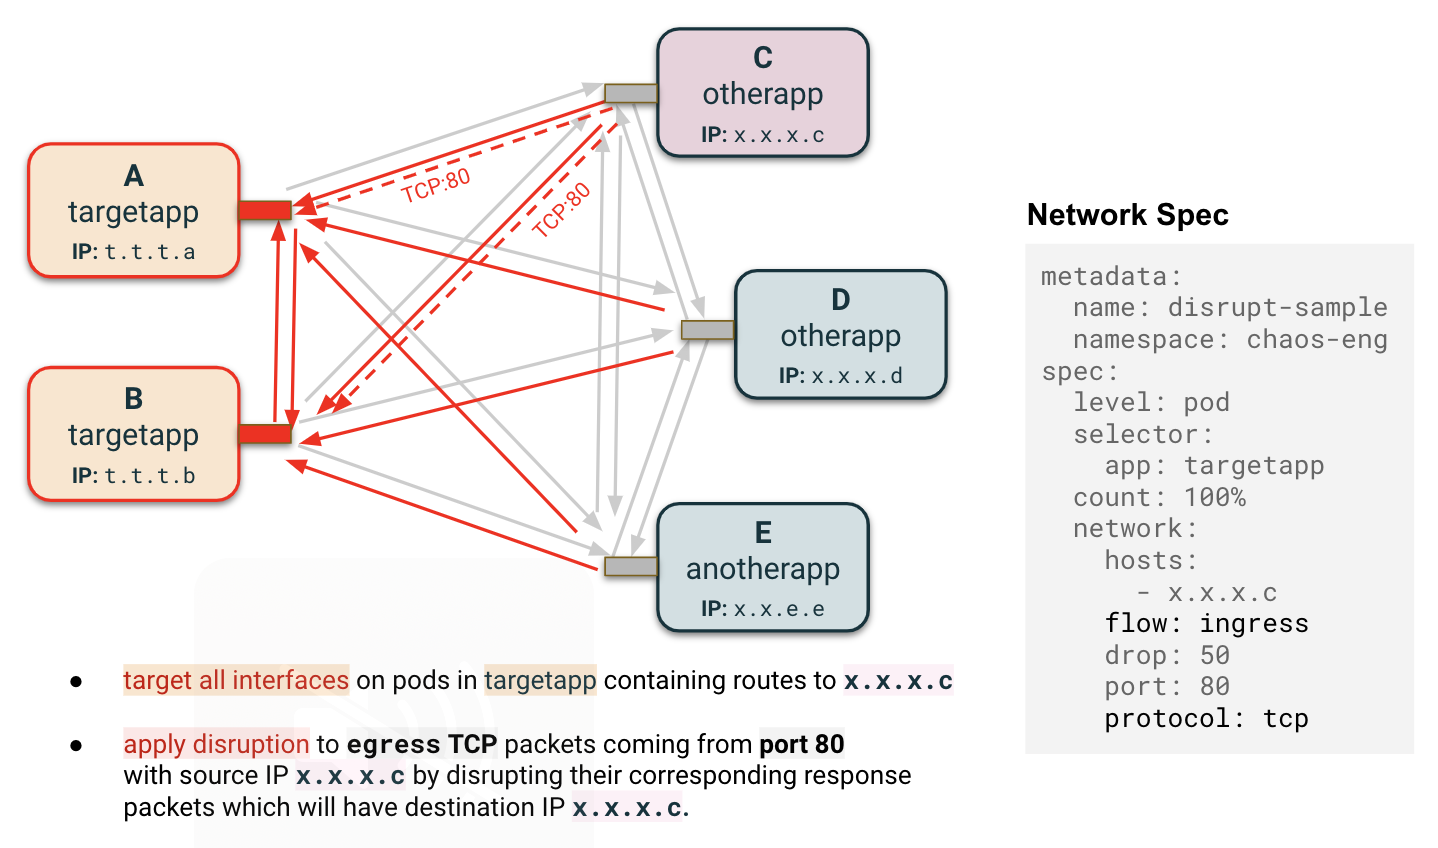 C
otherapp
IP: x.x.x.c
A
targetapp
IP: t.t.t.a
TCP:80
TCP:80
D
otherapp
IP: x.x.x.d
B
targetapp
IP: t.t.t.b
E
anotherapp
IP: x.x.e.e
Network Spec
metadata:
name: disrupt-sample
namespace: chaos-eng
spec:
level: pod
selector:
app: targetapp
count: 100%
network:
hosts:
- x.x.x.c
flow: ingress
drop: 50
port: 80
protocol: tcp
● target all interfaces on pods in targetapp containing routes to x.x.x.c
● apply disruption to egress TCP packets coming from port 80
with source IP x.x.x.c by disrupting their corresponding response
packets which will have destination IP x.x.x.c.